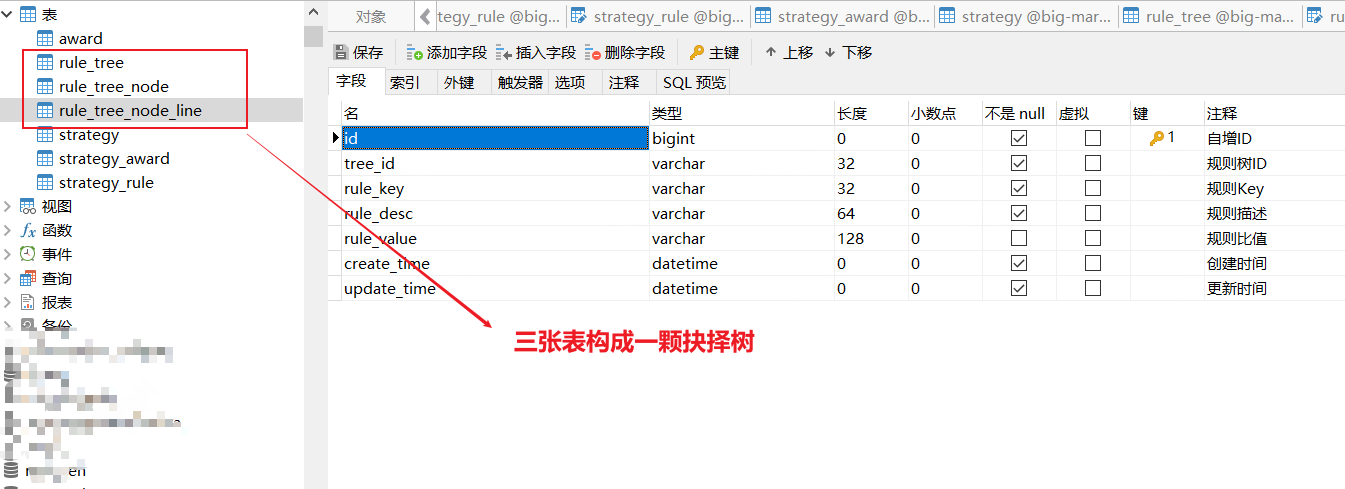 表
award
rule_tree
rule_tree_node
rule_tree_node_line
strategy
strategy_award
strategy_rule
视图
函数
事件
查询
报表
备份
对象 tegy_rule @big... strategy_rule @big-... strategy_award @big-... strategy @big-mar... rule_tree @big-ma... ru
保存 添加字段 插入字段 删除字段 主键 上移 下移
字段 索引 外键 触发器 选项 注释 SQL 预览
名 类型 长度 小数点 不是 null 虚拟 键 注释
id bigint 0 0 1 自增ID
tree_id varchar 32 0 规则树ID
rule_key varchar 32 0 规则Key
rule_desc varchar 64 0 规则描述
rule_value varchar 128 0 规则比值
create_time datetime 0 0 创建时间
update_time datetime 0 0 更新时间
三张表构成一颗抉择树